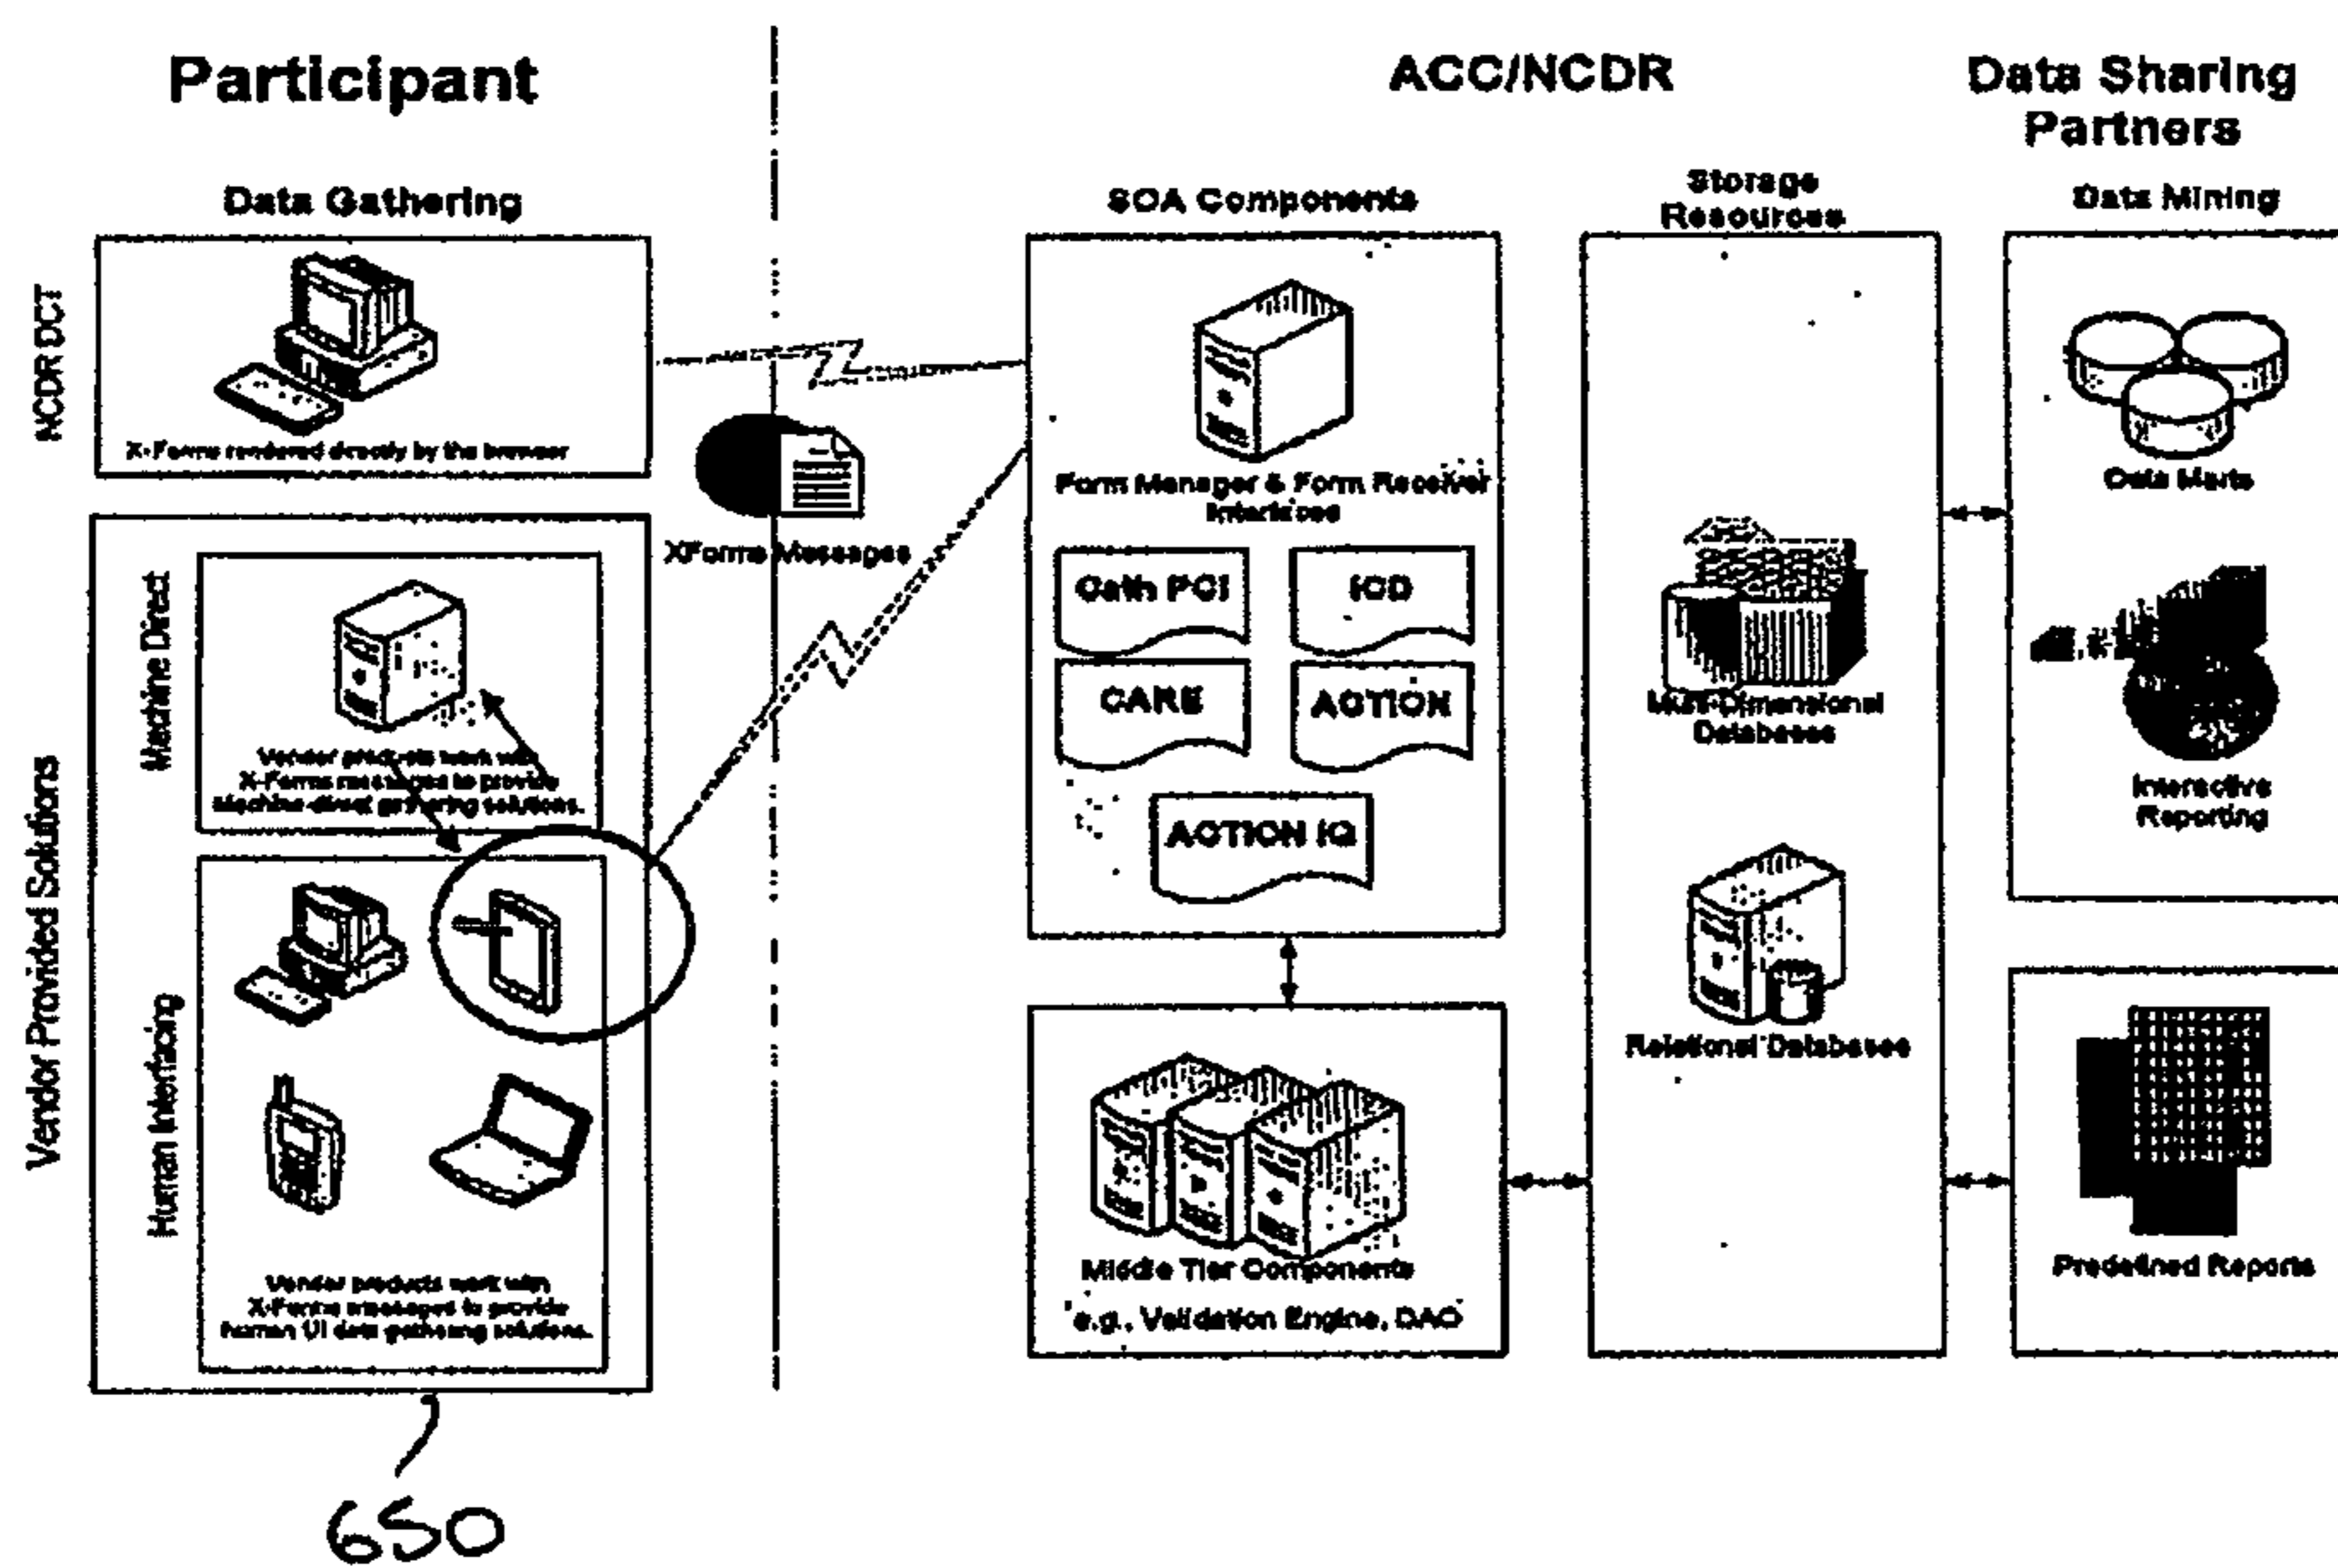 Participant
ACC/NCDR
Data Sharing
Partners
Data Gathering
SOA Components
Storage
Resources
Data Mining
NCDR DCT
X-Forms rendered directly by the browser
XForms Messages
Vendor Provided Solutions
Machine Direct
Vendor products work with
X-Forms messages to provide
Machine-direct gathering solutions.
Human Interfacing
Vendor products work with
X-Forms messages to provide
human UI data gathering solutions.
650
Form Manager & Form Receiver
Interfaces
Cath PCI
ICD
CARE
ACTION
ACTION IQ
Middle Tier Components
e.g., Validation Engine, DAO
Multi-Dimensional
Databases
Relational Databases
Data Marts
Interactive
Reporting
Predefined Reports